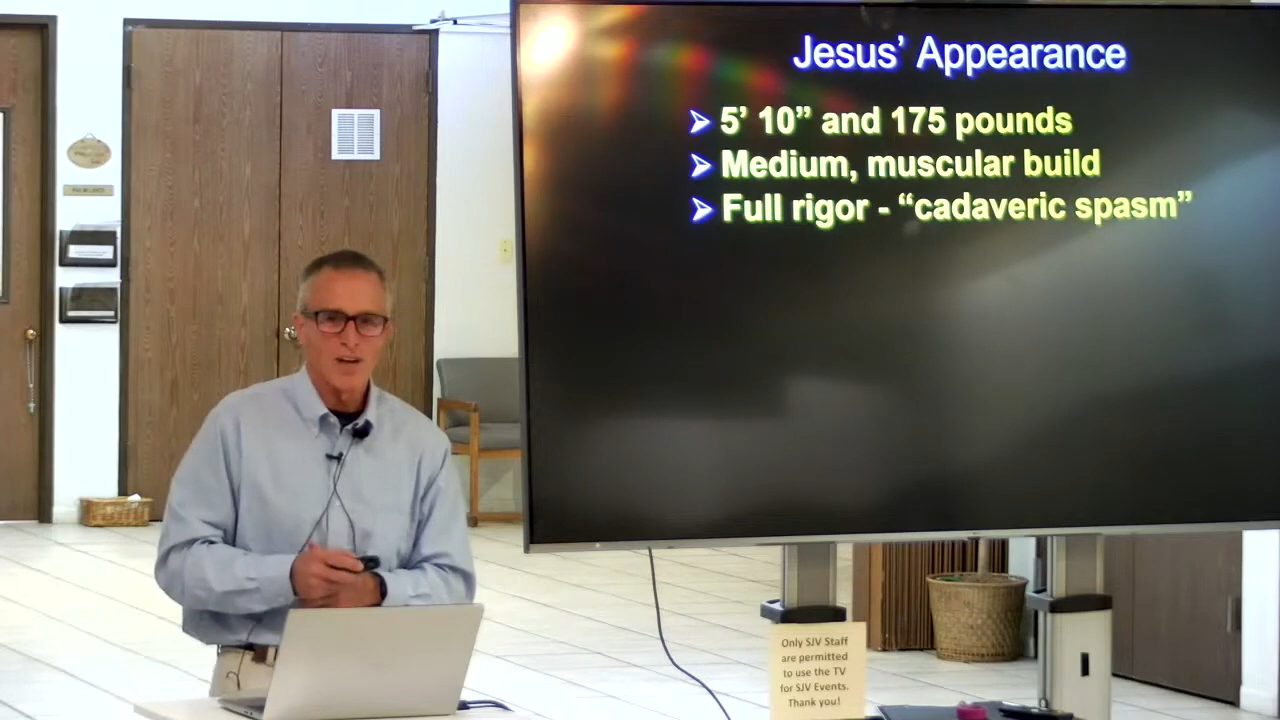 Jesus’ Appearance
➢ 5’ 10” and 175 pounds
➢ Medium, muscular build
➢ Full rigor - “cadaveric spasm”
Only SJV Staff
are permitted
to use the TV
for SJV Events.
Thank you!